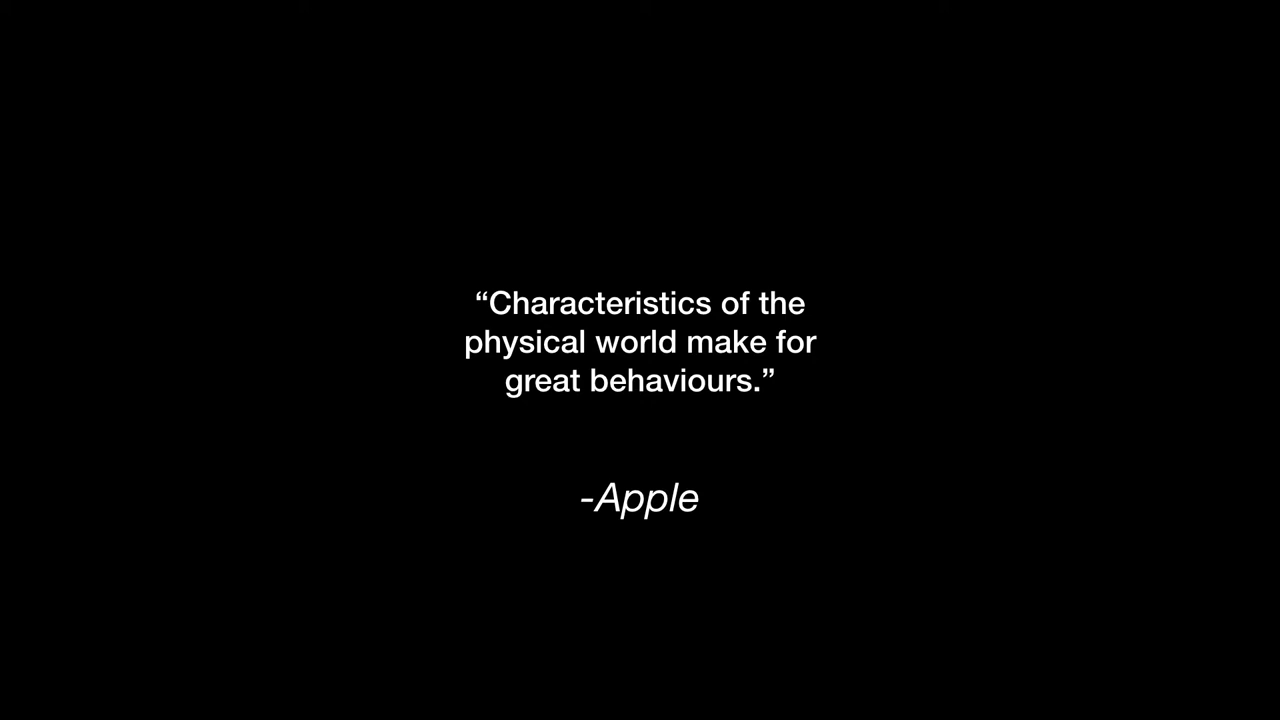 “Characteristics of the
physical world make for
great behaviours.”
-Apple